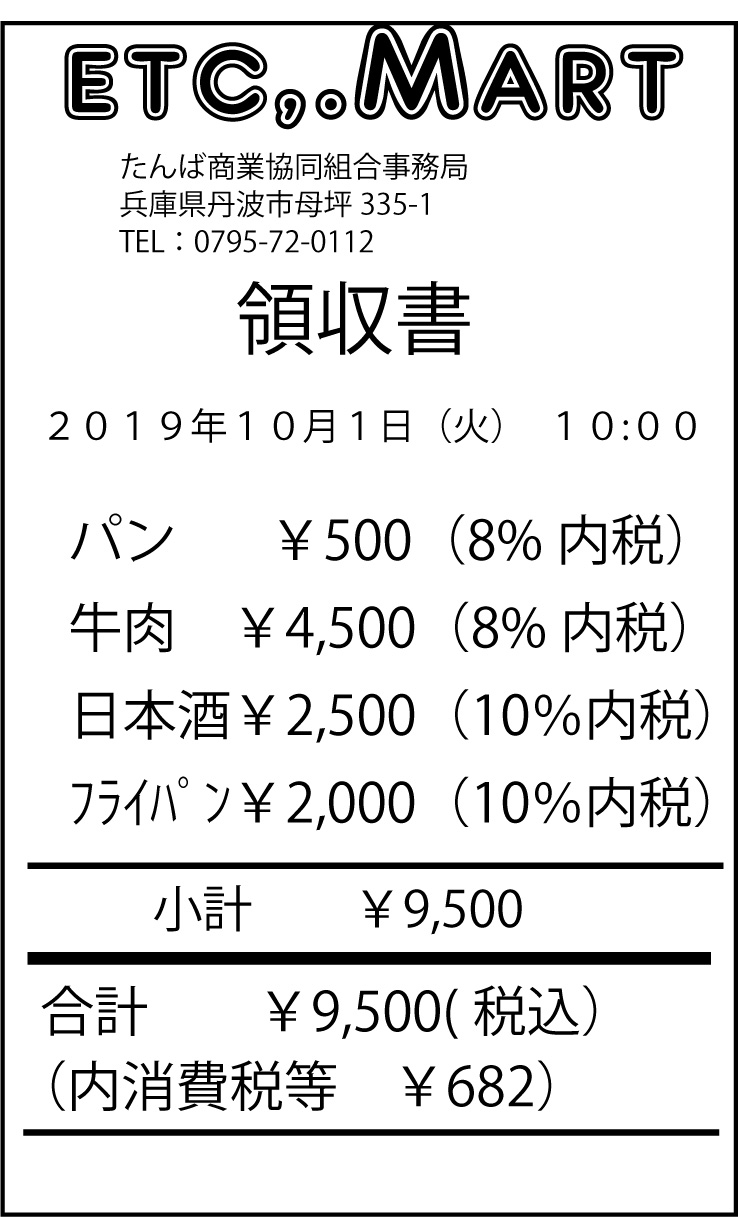 ETC,.MART
たんば商業協同組合事務局
兵庫県丹波市母坪 335-1
TEL：0795-72-0112
領収書
２０１９年１０月１日（火）　１０:００
パン　　￥500（8% 内税）
牛肉　￥4,500（8% 内税）
日本酒￥2,500（10％内税）
ﾌﾗｲﾊﾟﾝ￥2,000（10％内税）
小計　　￥9,500
合計　　￥9,500( 税込）
（内消費税等　￥682）